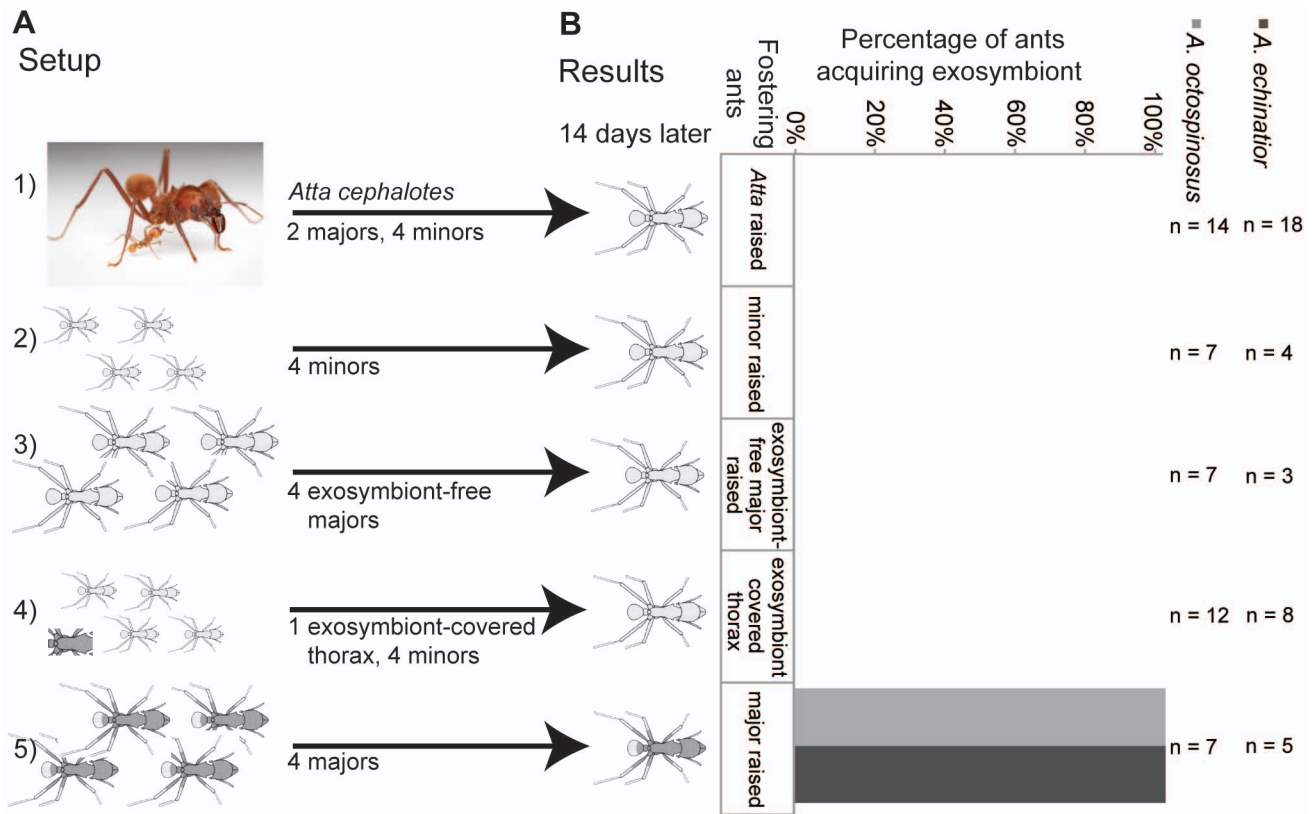 A
Setup
B
Results
14 days later
Fostering
ants
Percentage of ants
acquiring exosymbiont
0%
20%
40%
60%
80%
100%
A. octospinosus
A. echinatior
1)
Atta cephalotes
2 majors, 4 minors
Atta raised
n = 14
n = 18
2)
4 minors
minor raised
n = 7
n = 4
3)
4 exosymbiont-free
majors
exosymbiont-
free major
raised
n = 7
n = 3
4)
1 exosymbiont-covered
thorax, 4 minors
exosymbiont
covered
thorax
n = 12
n = 8
5)
4 majors
major raised
n = 7
n = 5